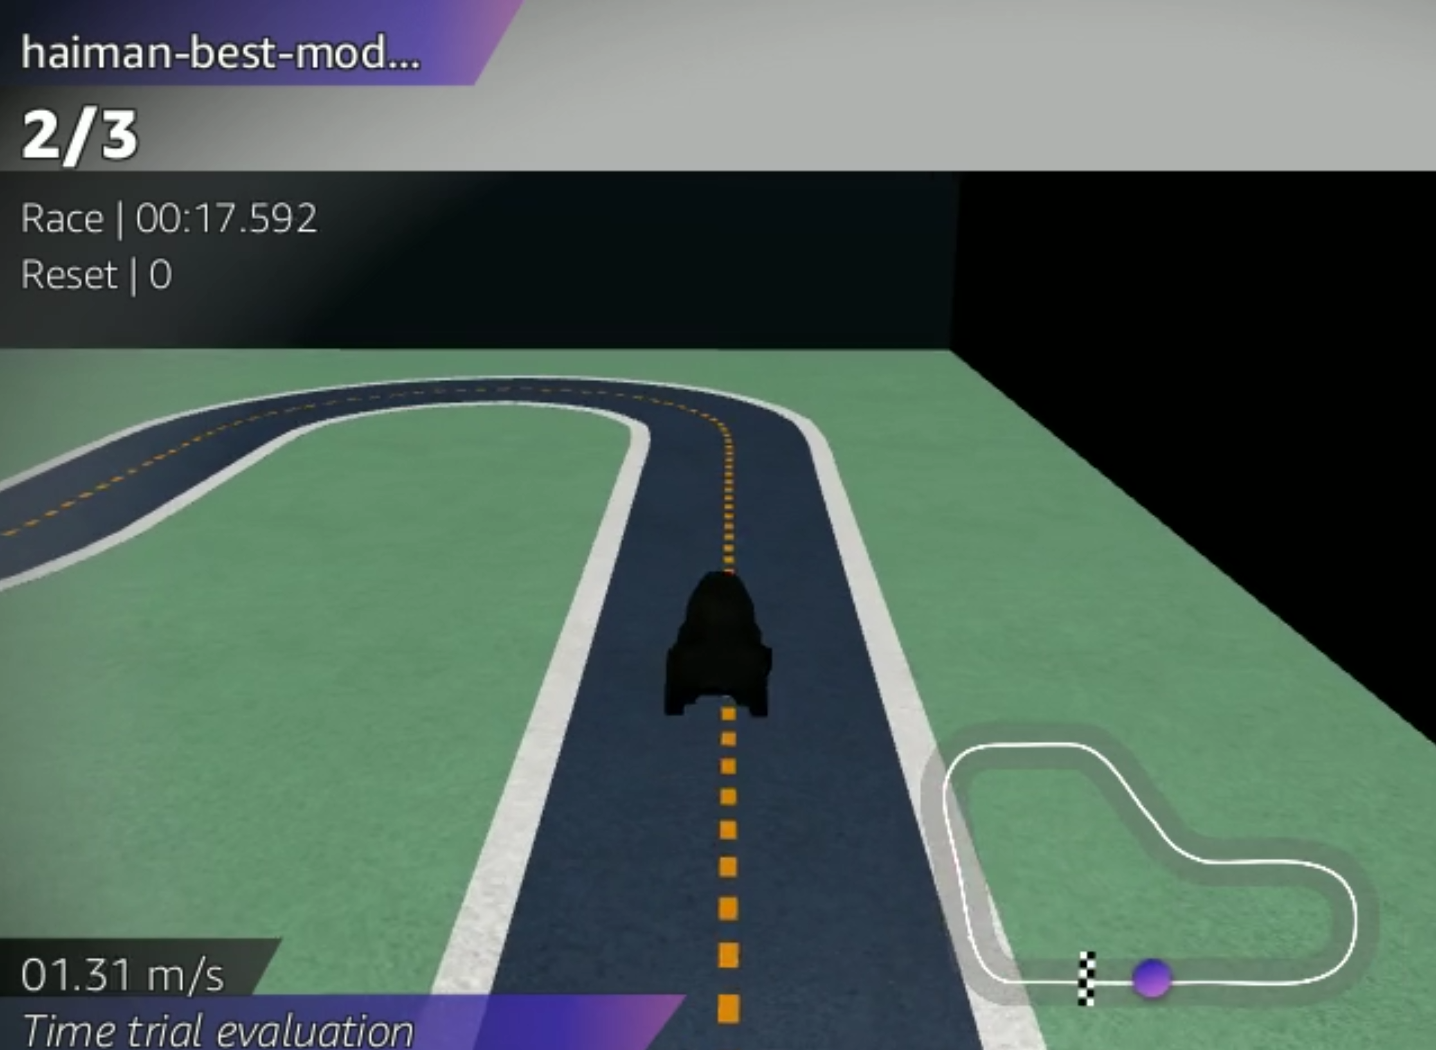 haiman-best-mod...
2/3
Race | 00:17.592
Reset | 0
01.31 m/s
Time trial evaluation